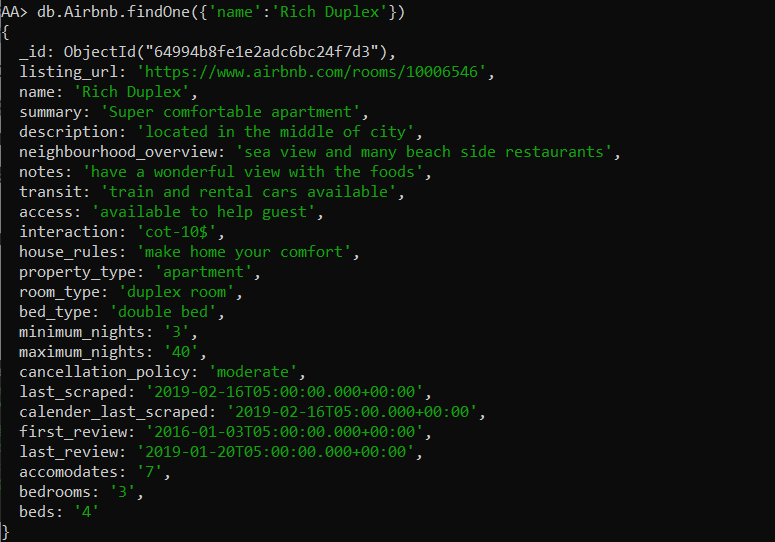 AA> db.Airbnb.findOne({'name':'Rich Duplex'})
{
  _id: ObjectId("64994b8fe1e2adc6bc24f7d3"),
  listing_url: 'https://www.airbnb.com/rooms/10006546',
  name: 'Rich Duplex',
  summary: 'Super comfortable apartment',
  description: 'located in the middle of city',
  neighbourhood_overview: 'sea view and many beach side restaurants',
  notes: 'have a wonderful view with the foods',
  transit: 'train and rental cars available',
  access: 'available to help guest',
  interaction: 'cot-10$',
  house_rules: 'make home your comfort',
  property_type: 'apartment',
  room_type: 'duplex room',
  bed_type: 'double bed',
  minimum_nights: '3',
  maximum_nights: '40',
  cancellation_policy: 'moderate',
  last_scraped: '2019-02-16T05:00:00.000+00:00',
  calender_last_scraped: '2019-02-16T05:00.000+00:00',
  first_review: '2016-01-03T05:00:00.000+00:00',
  last_review: '2019-01-20T05:00:00.000+00:00',
  accomodates: '7',
  bedrooms: '3',
  beds: '4'
}